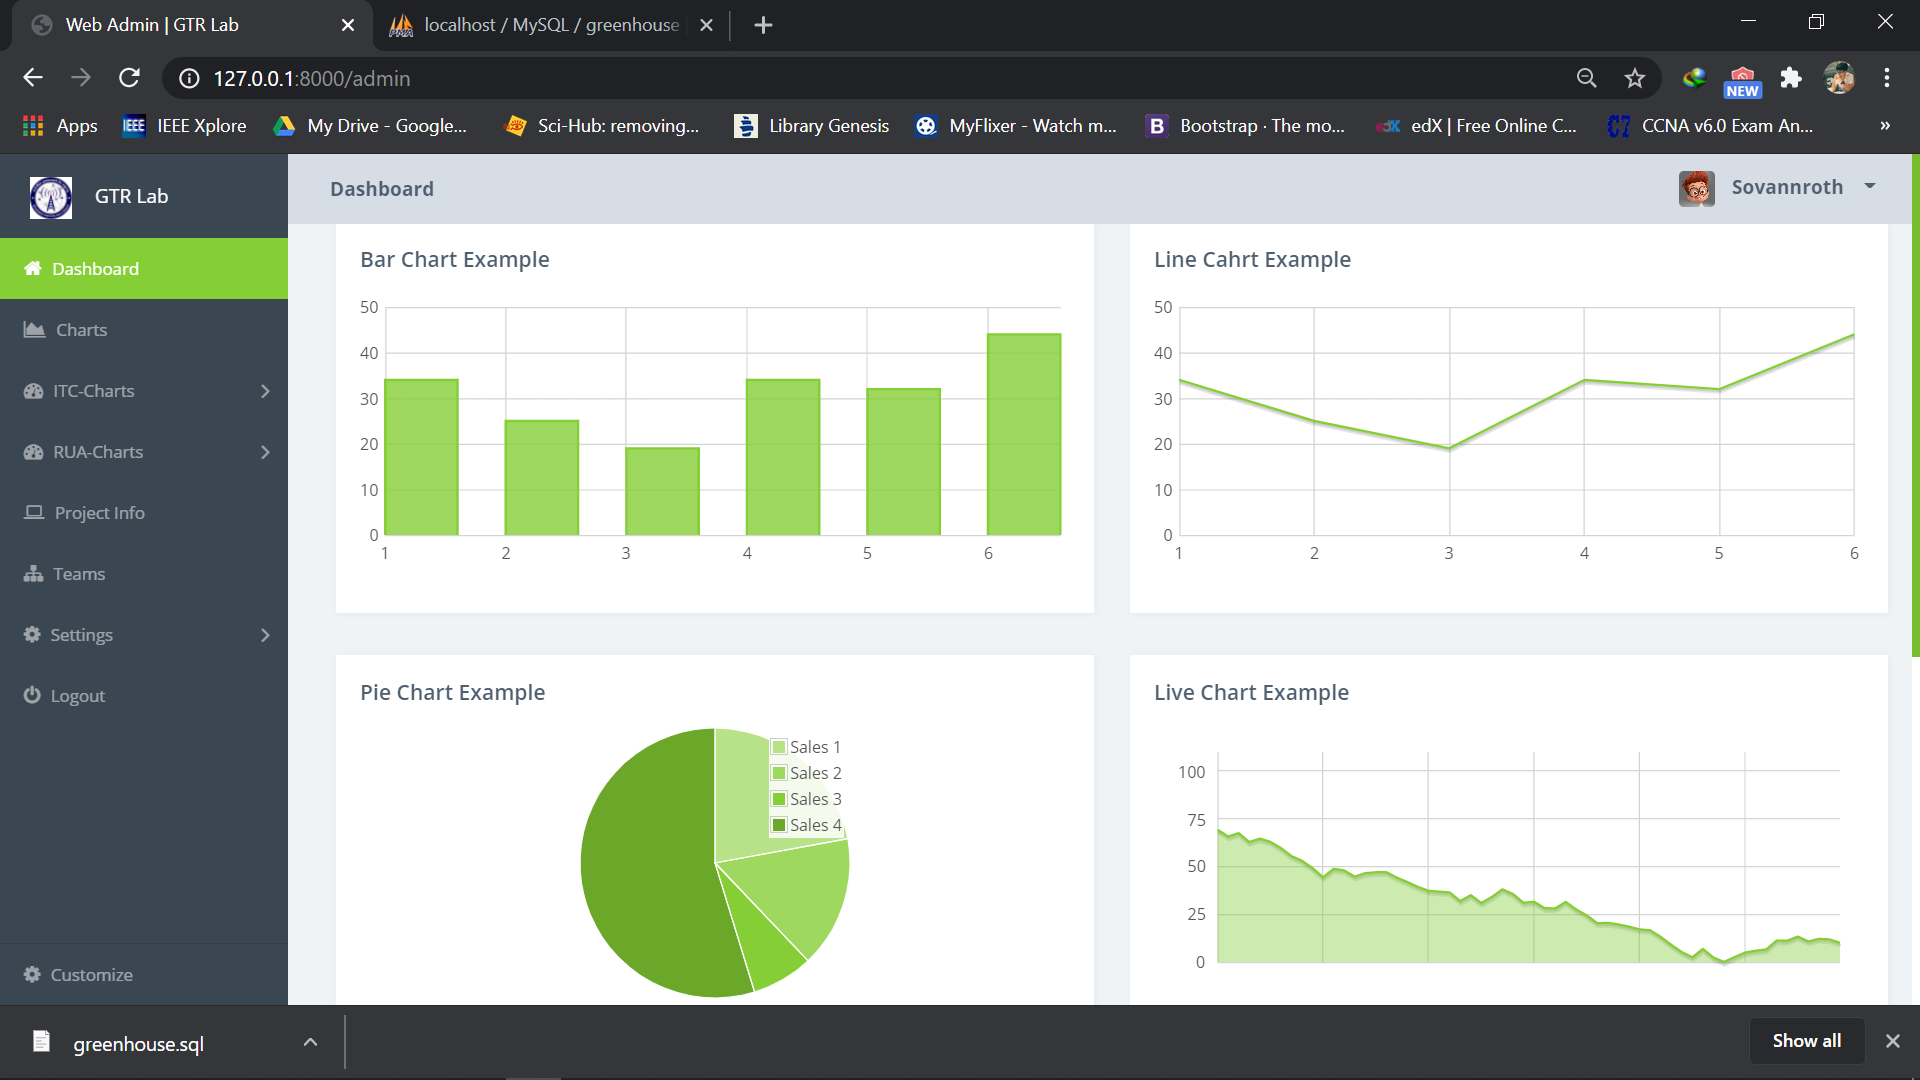 Web Admin | GTR Lab
localhost / MySQL / greenhouse
127.0.0.1:8000/admin
NEW
Apps
IEEE IEEE Xplore
My Drive - Google...
Sci-Hub: removing...
Library Genesis
MyFlixer - Watch m...
B Bootstrap · The mo...
edX | Free Online C...
CCNA v6.0 Exam An...
»
GTR Lab
Dashboard
Sovannroth
Dashboard
Charts
ITC-Charts
RUA-Charts
Project Info
Teams
Settings
Logout
Customize
Bar Chart Example
50
40
30
20
10
0
1 2 3 4 5 6
Line Cahrt Example
50
40
30
20
10
0
1 2 3 4 5 6
Pie Chart Example
Sales 1
Sales 2
Sales 3
Sales 4
Live Chart Example
100
75
50
25
0
greenhouse.sql
Show all